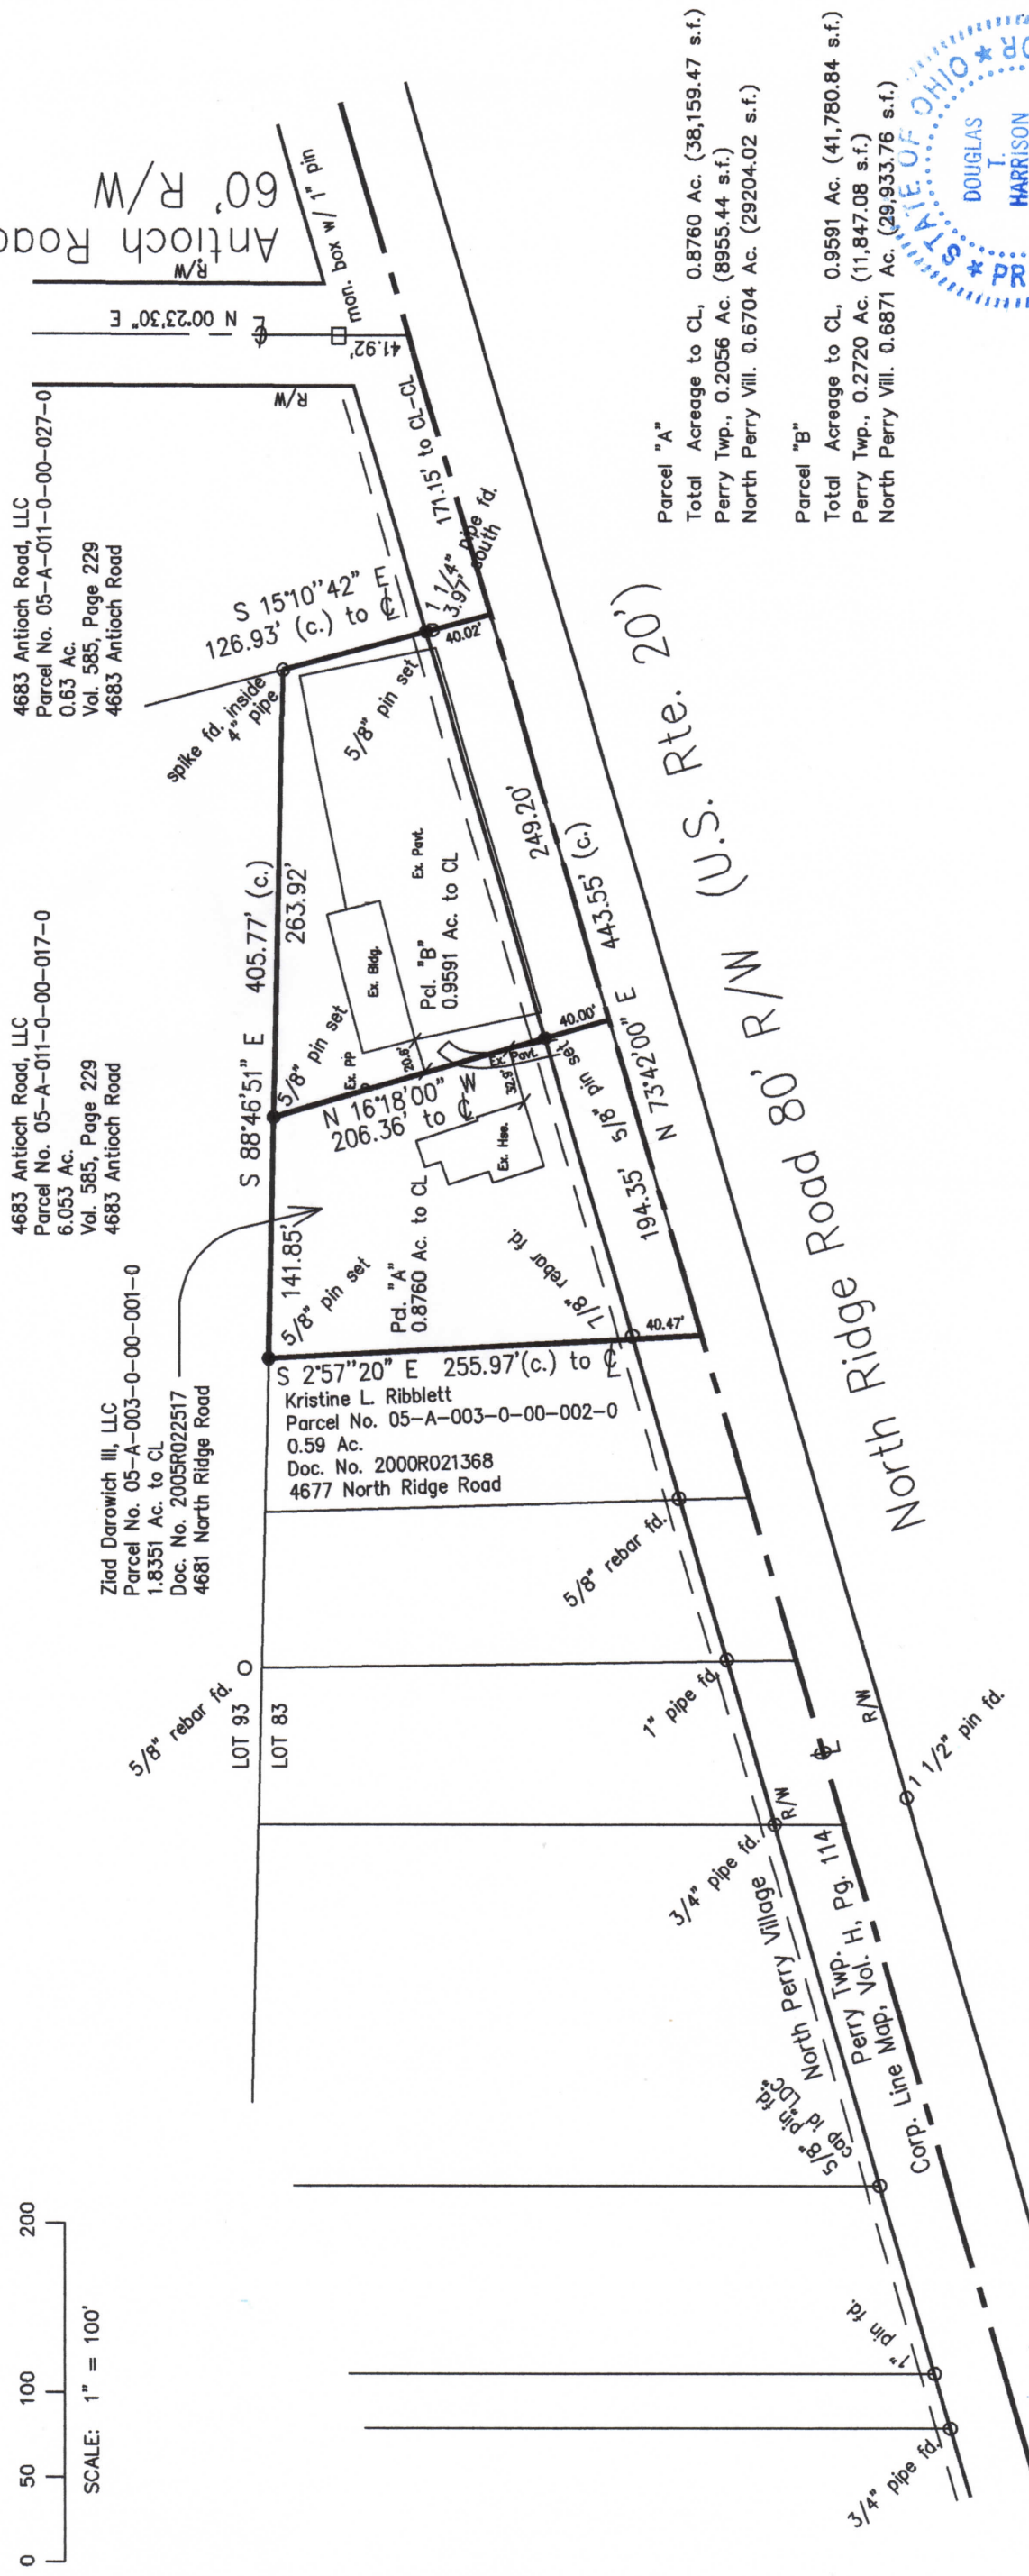 Antioch Road
60' R/W
R/W
N 00°23'30" E
mon. box w/ 1" pin
41.92'
R/W
171.15' to CL-CL
4683 Antioch Road, LLC
Parcel No. 05-A-011-0-00-027-0
0.63 Ac.
Vol. 585, Page 229
4683 Antioch Road
4683 Antioch Road, LLC
Parcel No. 05-A-011-0-00-017-0
6.053 Ac.
Vol. 585, Page 229
4683 Antioch Road
Ziad Darowich III, LLC
Parcel No. 05-A-003-0-00-001-0
1.8351 Ac. to CL
Doc. No. 2005R022517
4681 North Ridge Road
S 15°10'42" E
126.93' (c.) to ℄
1 1/4" pipe fd.
3.97' south
40.02'
spike fd. inside
4" pipe
5/8" pin set
S 88°46'51" E 405.77' (c.)
263.92'
5/8" pin set
Ex. Bldg.
Ex. Pavt.
Pcl. "B"
0.9591 Ac. to CL
249.20'
443.55' (c.)
Ex. PP
20.6'
N 16°18'00" W
206.36' to ℄
Ex. Pavt.
32.9'
Ex. Hse.
40.00'
5/8" pin set
N 73°42'00" E
194.35'
141.85'
5/8" pin set
Pcl. "A"
0.8760 Ac. to CL
7/8" rebar fd.
40.47'
S 2°57'20" E 255.97'(c.) to ℄
Kristine L. Ribblett
Parcel No. 05-A-003-0-00-002-0
0.59 Ac.
Doc. No. 2000R021368
4677 North Ridge Road
5/8" rebar fd.
5/8" rebar fd.
LOT 93
LOT 83
1" pipe fd.
3/4" pipe fd.
R/W
℄
R/W
1 1/2" pin fd.
North Ridge Road 80' R/W (U.S. Rte. 20')
North Perry Village
Perry Twp.
Corp. Line Map, Vol. H, Pg. 114
5/8" pin fd.
cap id "LDC"
1" pin fd.
3/4" pipe fd.
0 50 100 200
SCALE: 1" = 100'
Parcel "A"
Total Acreage to CL, 0.8760 Ac. (38,159.47 s.f.)
Perry Twp., 0.2056 Ac. (8955.44 s.f.)
North Perry Vill. 0.6704 Ac. (29204.02 s.f.)
Parcel "B"
Total Acreage to CL, 0.9591 Ac. (41,780.84 s.f.)
Perry Twp., 0.2720 Ac. (11,847.08 s.f.)
North Perry Vill. 0.6871 Ac. (29,933.76 s.f.)
STATE OF OHIO
DOUGLAS
T.
HARRISON